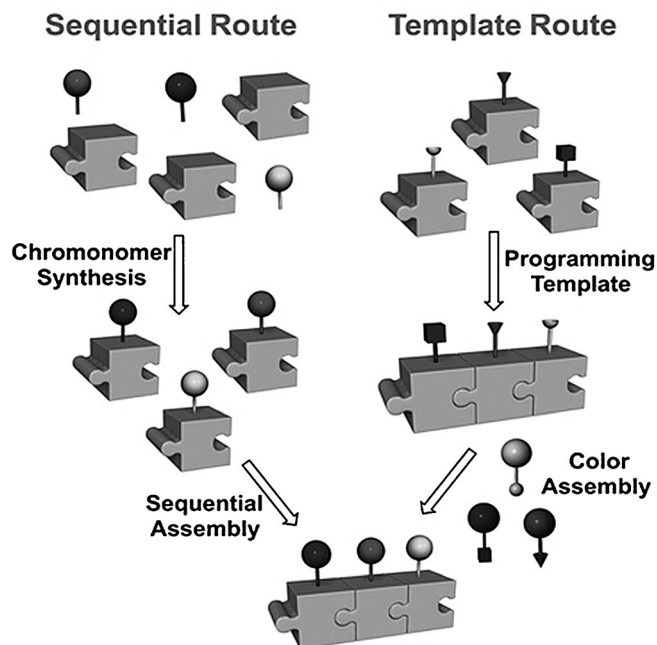 Sequential Route
Template Route
Chromonomer
Synthesis
Programming
Template
Sequential
Assembly
Color
Assembly